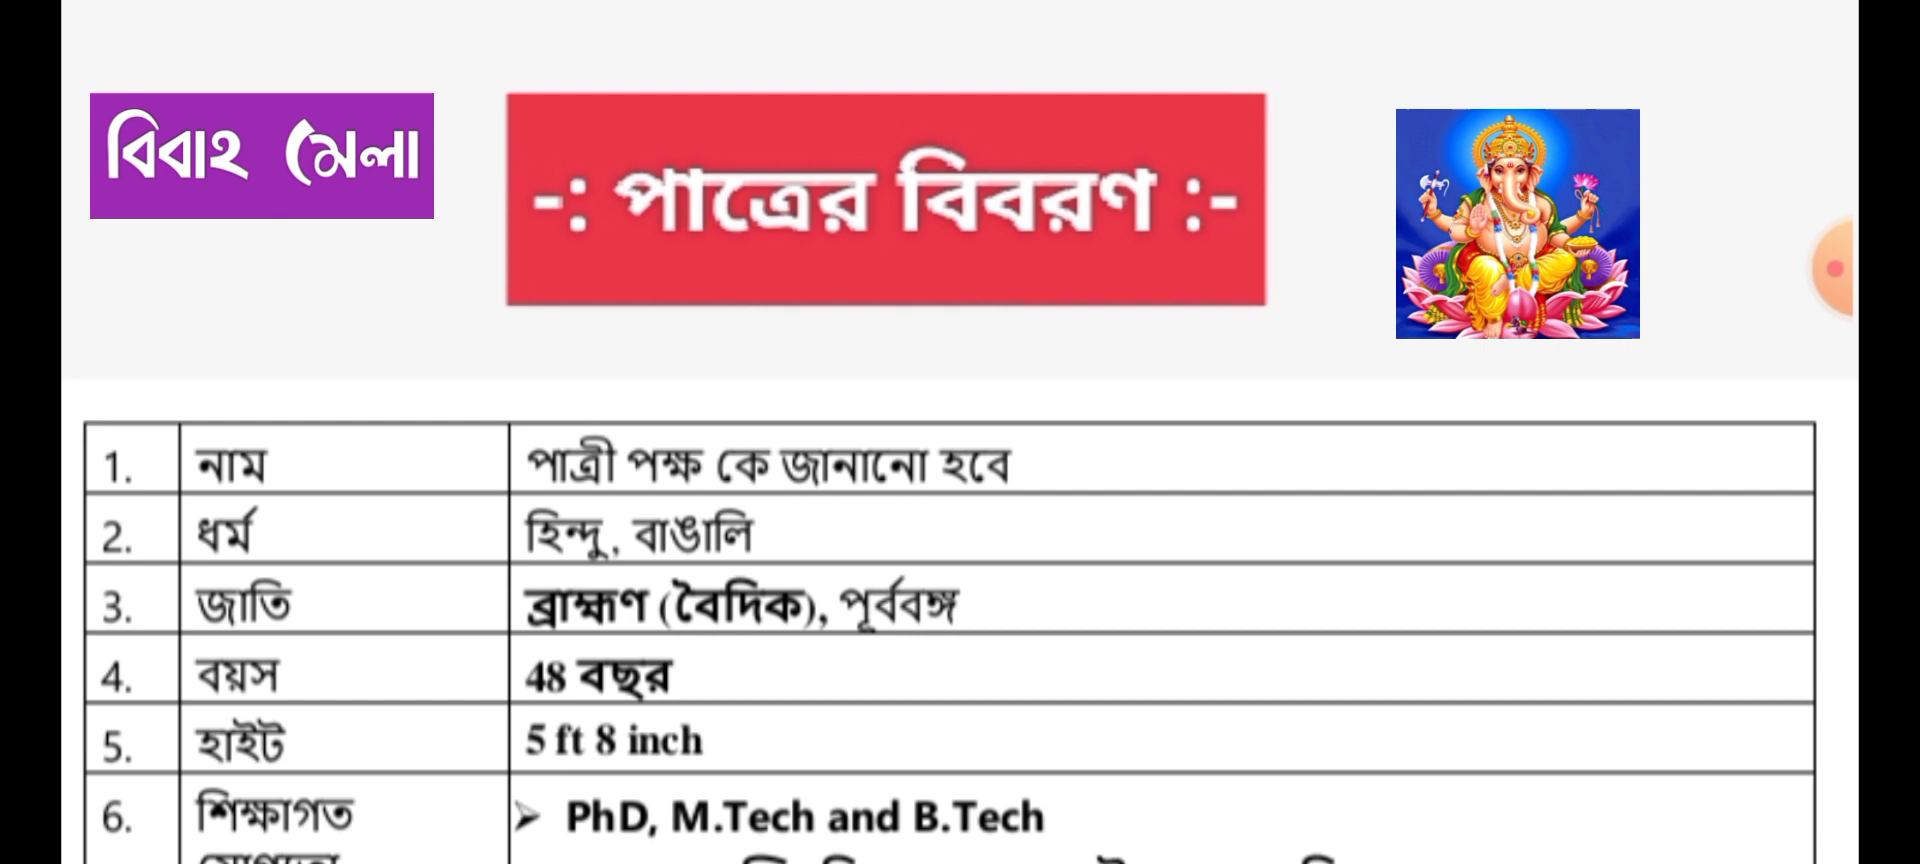 বিবাহ মেলা
-: পাত্রের বিবরণ :-
1. নাম পাত্রী পক্ষ কে জানানো হবে
2. ধর্ম হিন্দু, বাঙালি
3. জাতি ব্রাহ্মণ (বৈদিক), পূর্ববঙ্গ
4. বয়স 48 বছর
5. হাইট 5 ft 8 inch
6. শিক্ষাগত ➢ PhD, M.Tech and B.Tech